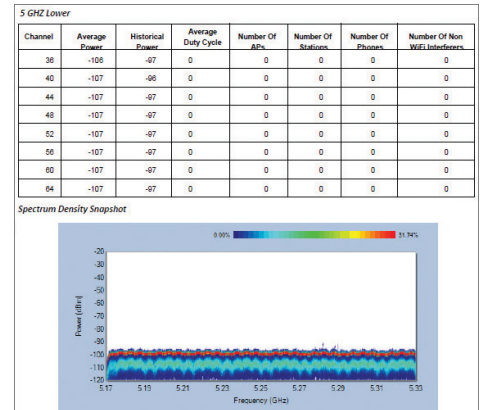 5 GHZ Lower
Channel Average Power Historical Power Average Duty Cycle Number Of APs Number Of Stations Number Of Phones Number Of Non WiFi Interferers
36 -106 -97 0 0 0 0 0
40 -107 -96 0 0 0 0 0
44 -107 -97 0 0 0 0 0
48 -107 -97 0 0 0 0 0
52 -107 -97 0 0 0 0 0
56 -107 -97 0 0 0 0 0
60 -107 -97 0 0 0 0 0
64 -107 -97 0 0 0 0 0
Spectrum Density Snapshot
0.00% 31.74%
-20
-30
-40
-50
-60
-70
-80
-90
-100
-110
-120
Power (dBm)
5.17 5.19 5.21 5.23 5.25 5.27 5.29 5.31 5.33
Frequency (GHz)